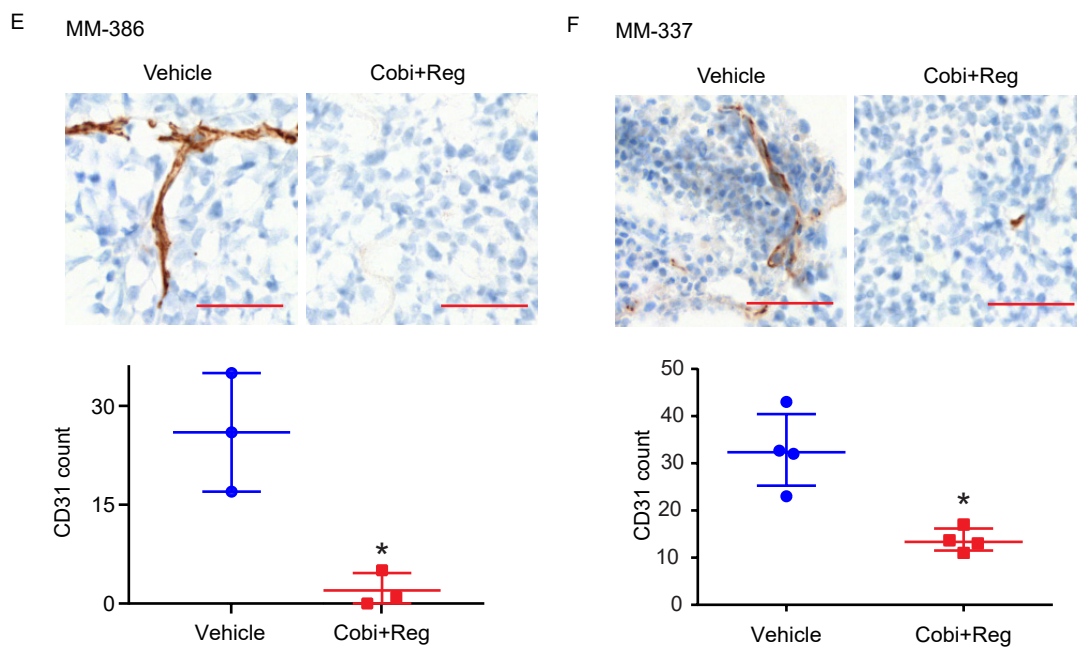 E
MM-386
Vehicle
Cobi+Reg
CD31 count
30
15
0
*
Vehicle
Cobi+Reg
F
MM-337
Vehicle
Cobi+Reg
CD31 count
50
40
30
20
10
0
*
Vehicle
Cobi+Reg